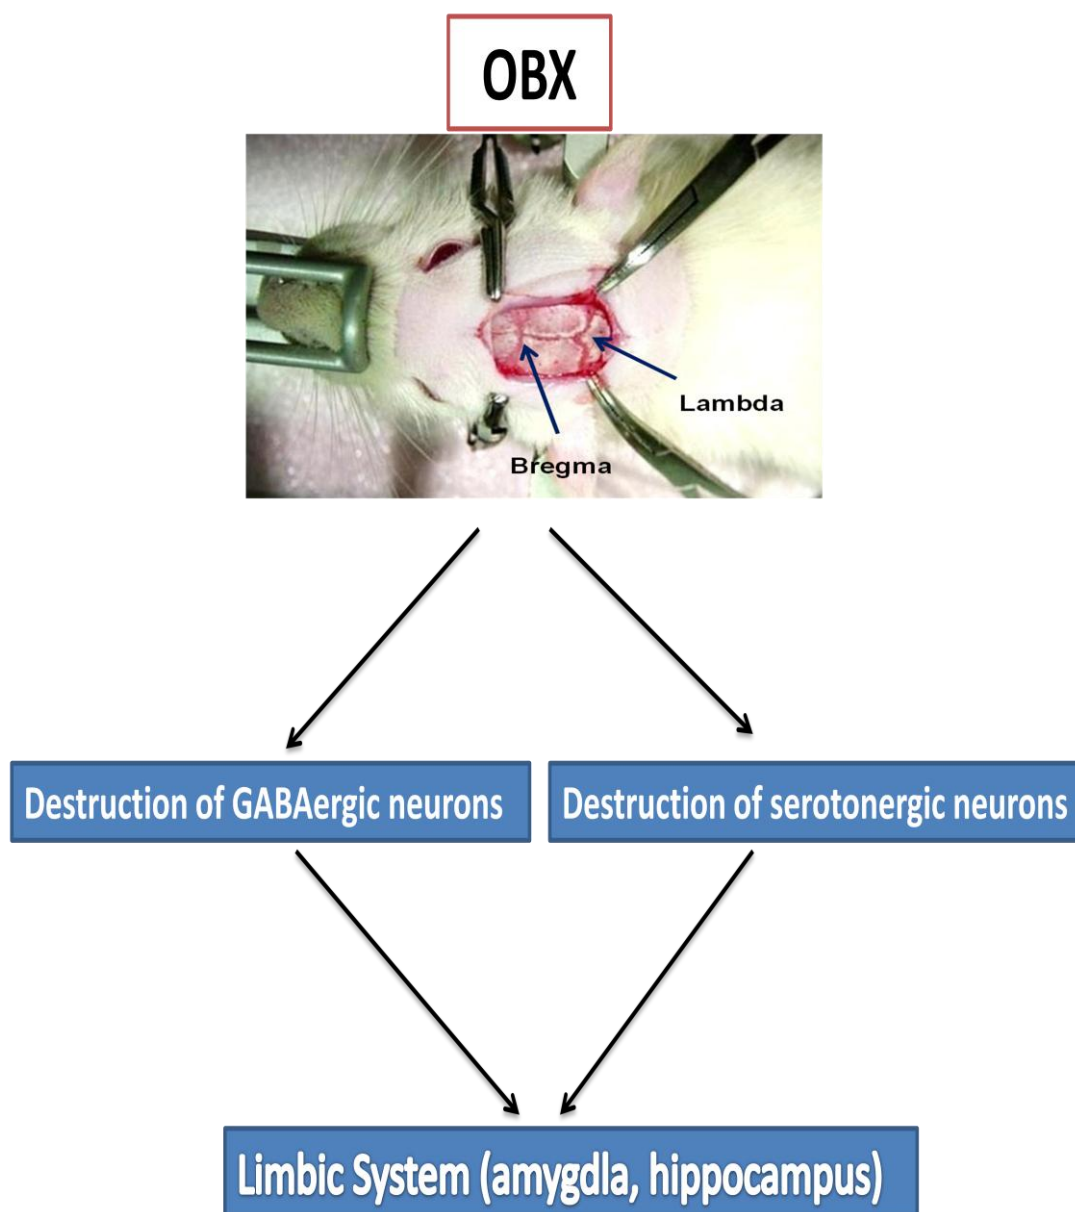 OBX
Lambda
Bregma
Destruction of GABAergic neurons
Destruction of serotonergic neurons
Limbic System (amygdla, hippocampus)